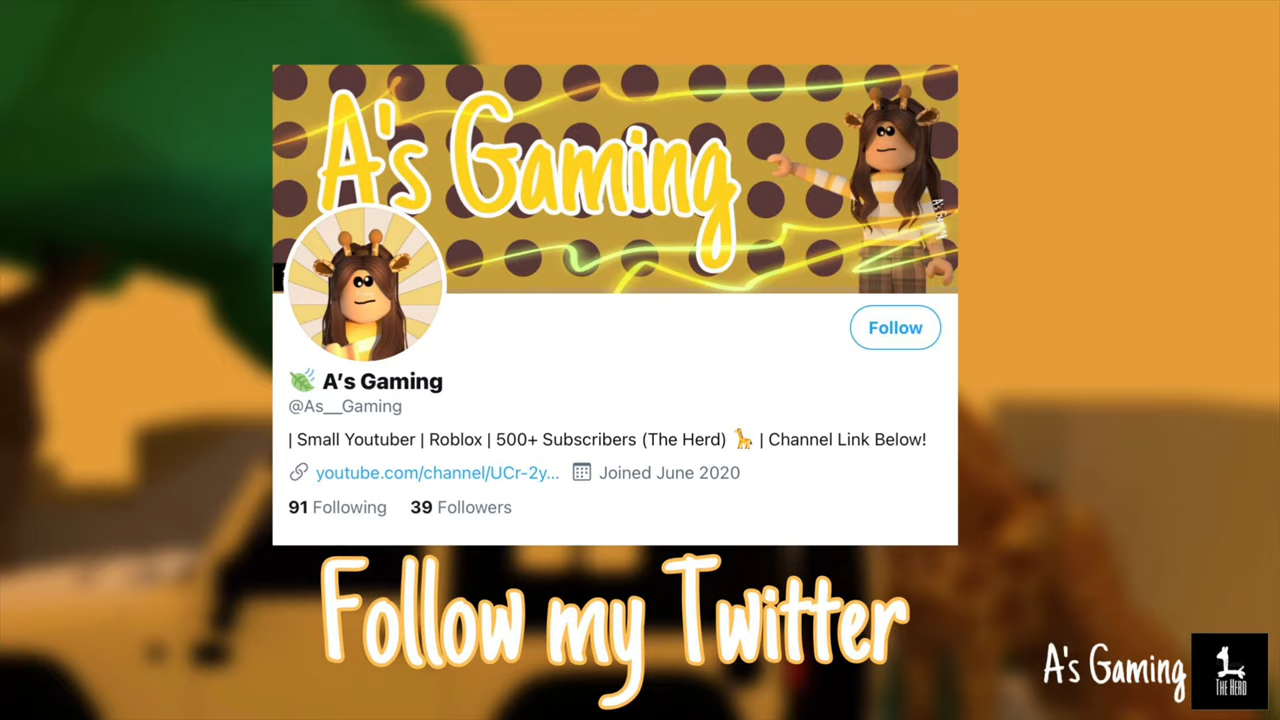 A's Gaming
A's Gaming
Follow
🍃 A's Gaming
@As__Gaming
| Small Youtuber | Roblox | 500+ Subscribers (The Herd) 🦒 | Channel Link Below!
youtube.com/channel/UCr-2y... Joined June 2020
91 Following 39 Followers
Follow my Twitter
A's Gaming
THE HERD